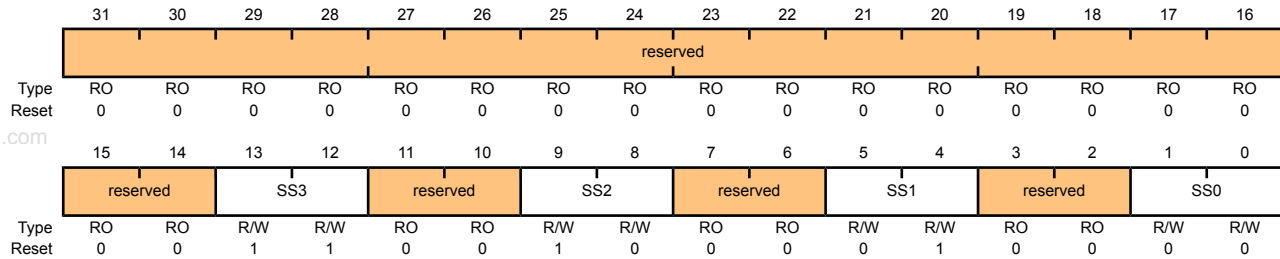 31 30 29 28 27 26 25 24 23 22 21 20 19 18 17 16
reserved
Type RO RO RO RO RO RO RO RO RO RO RO RO RO RO RO RO
Reset 0 0 0 0 0 0 0 0 0 0 0 0 0 0 0 0
.com
15 14 13 12 11 10 9 8 7 6 5 4 3 2 1 0
reserved SS3 reserved SS2 reserved SS1 reserved SS0
Type RO RO R/W R/W RO RO R/W R/W RO RO R/W R/W RO RO R/W R/W
Reset 0 0 1 1 0 0 1 0 0 0 0 1 0 0 0 0